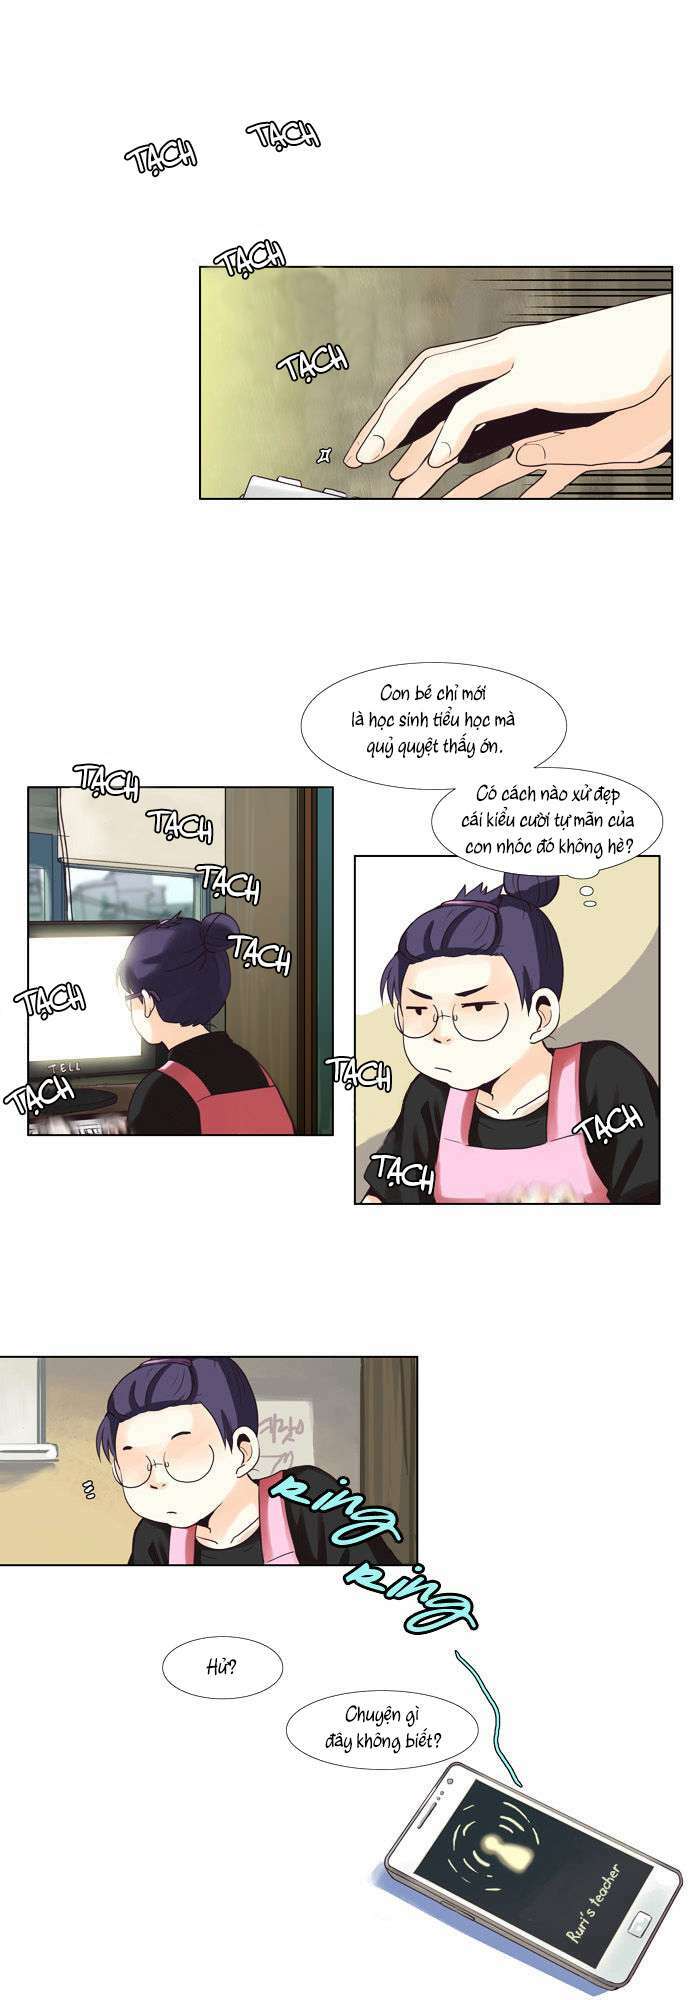 TẠCH
TẠCH
TẠCH
TẠCH
Con bé chỉ mới
là học sinh tiểu học mà
quỷ quyệt thấy ớn.
Có cách nào xử đẹp
cái kiểu cười tự mãn của
con nhóc đó không hè?
TẠCH
TẠCH
TẠCH
TẠCH
TẠCH
TELL
TẠCH
TẠCH
TẠCH
TẠCH
ring
ring
Hử?
Chuyện gì
đây không biết?
Ruri's teacher